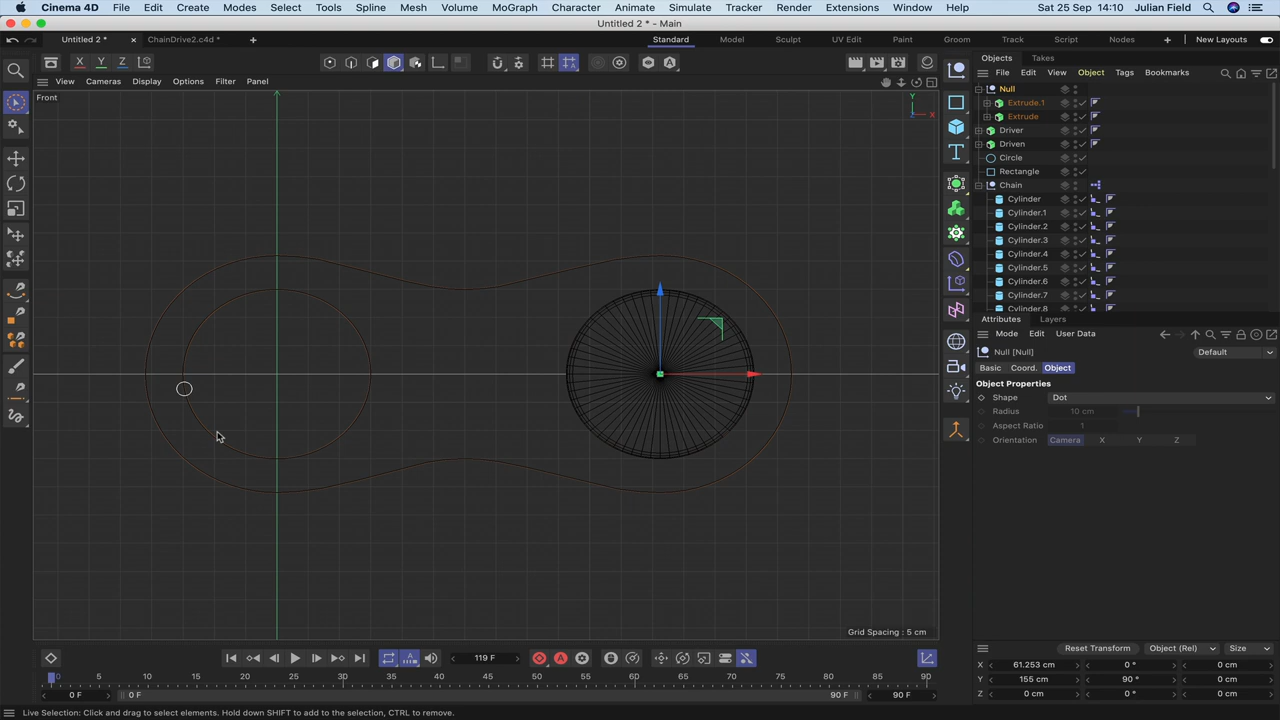 Cinema 4D File Edit Create Modes Select Tools Spline Mesh Volume MoGraph Character Animate Simulate Tracker Render Extensions Window Help Sat 25 Sep 14:10 Julian Field
Untitled 2 * - Main
Untitled 2 * × ChainDrive2.c4d * + Standard Model Sculpt UV Edit Paint Groom Track Script Nodes + New Layouts
X Y Z Objects Takes
File Edit View Object Tags Bookmarks
View Cameras Display Options Filter Panel
Front
Y
X
Null
Extrude.1
Extrude
Driver
Driven
Circle
Rectangle
Chain
Cylinder
Cylinder.1
Cylinder.2
Cylinder.3
Cylinder.4
Cylinder.5
Cylinder.6
Cylinder.7
Cylinder.8
Attributes Layers
Mode Edit User Data
Null [Null] Default
Basic Coord. Object
Object Properties
Shape Dot
Radius 10 cm
Aspect Ratio 1
Orientation Camera X Y Z
Grid Spacing : 5 cm
119 F
0 5 10 15 20 25 30 35 40 45 50 55 60 65 70 75 80 85 90
0 F 0 F 90 F 90 F
Reset Transform Object (Rel) Size
X 61.253 cm 0 ° 0 cm
Y 155 cm 90 ° 0 cm
Z 0 cm 0 ° 0 cm
Live Selection: Click and drag to select elements. Hold down SHIFT to add to the selection, CTRL to remove.